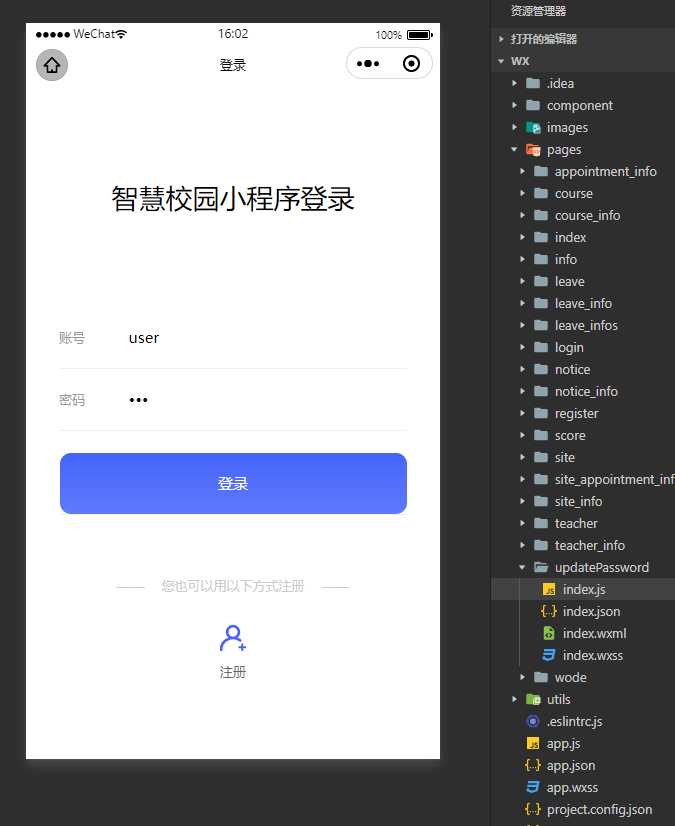 WeChat 16:02 100%
登录
智慧校园小程序登录
账号 user
密码 •••
登录
您也可以用以下方式注册
注册
资源管理器
打开的编辑器
WX
.idea
component
images
pages
appointment_info
course
course_info
index
info
leave
leave_info
leave_infos
login
notice
notice_info
register
score
site
site_appointment_inf
site_info
teacher
teacher_info
updatePassword
JS index.js
{..} index.json
index.wxml
index.wxss
wode
utils
.eslintrc.js
JS app.js
{..} app.json
app.wxss
{..} project.config.json